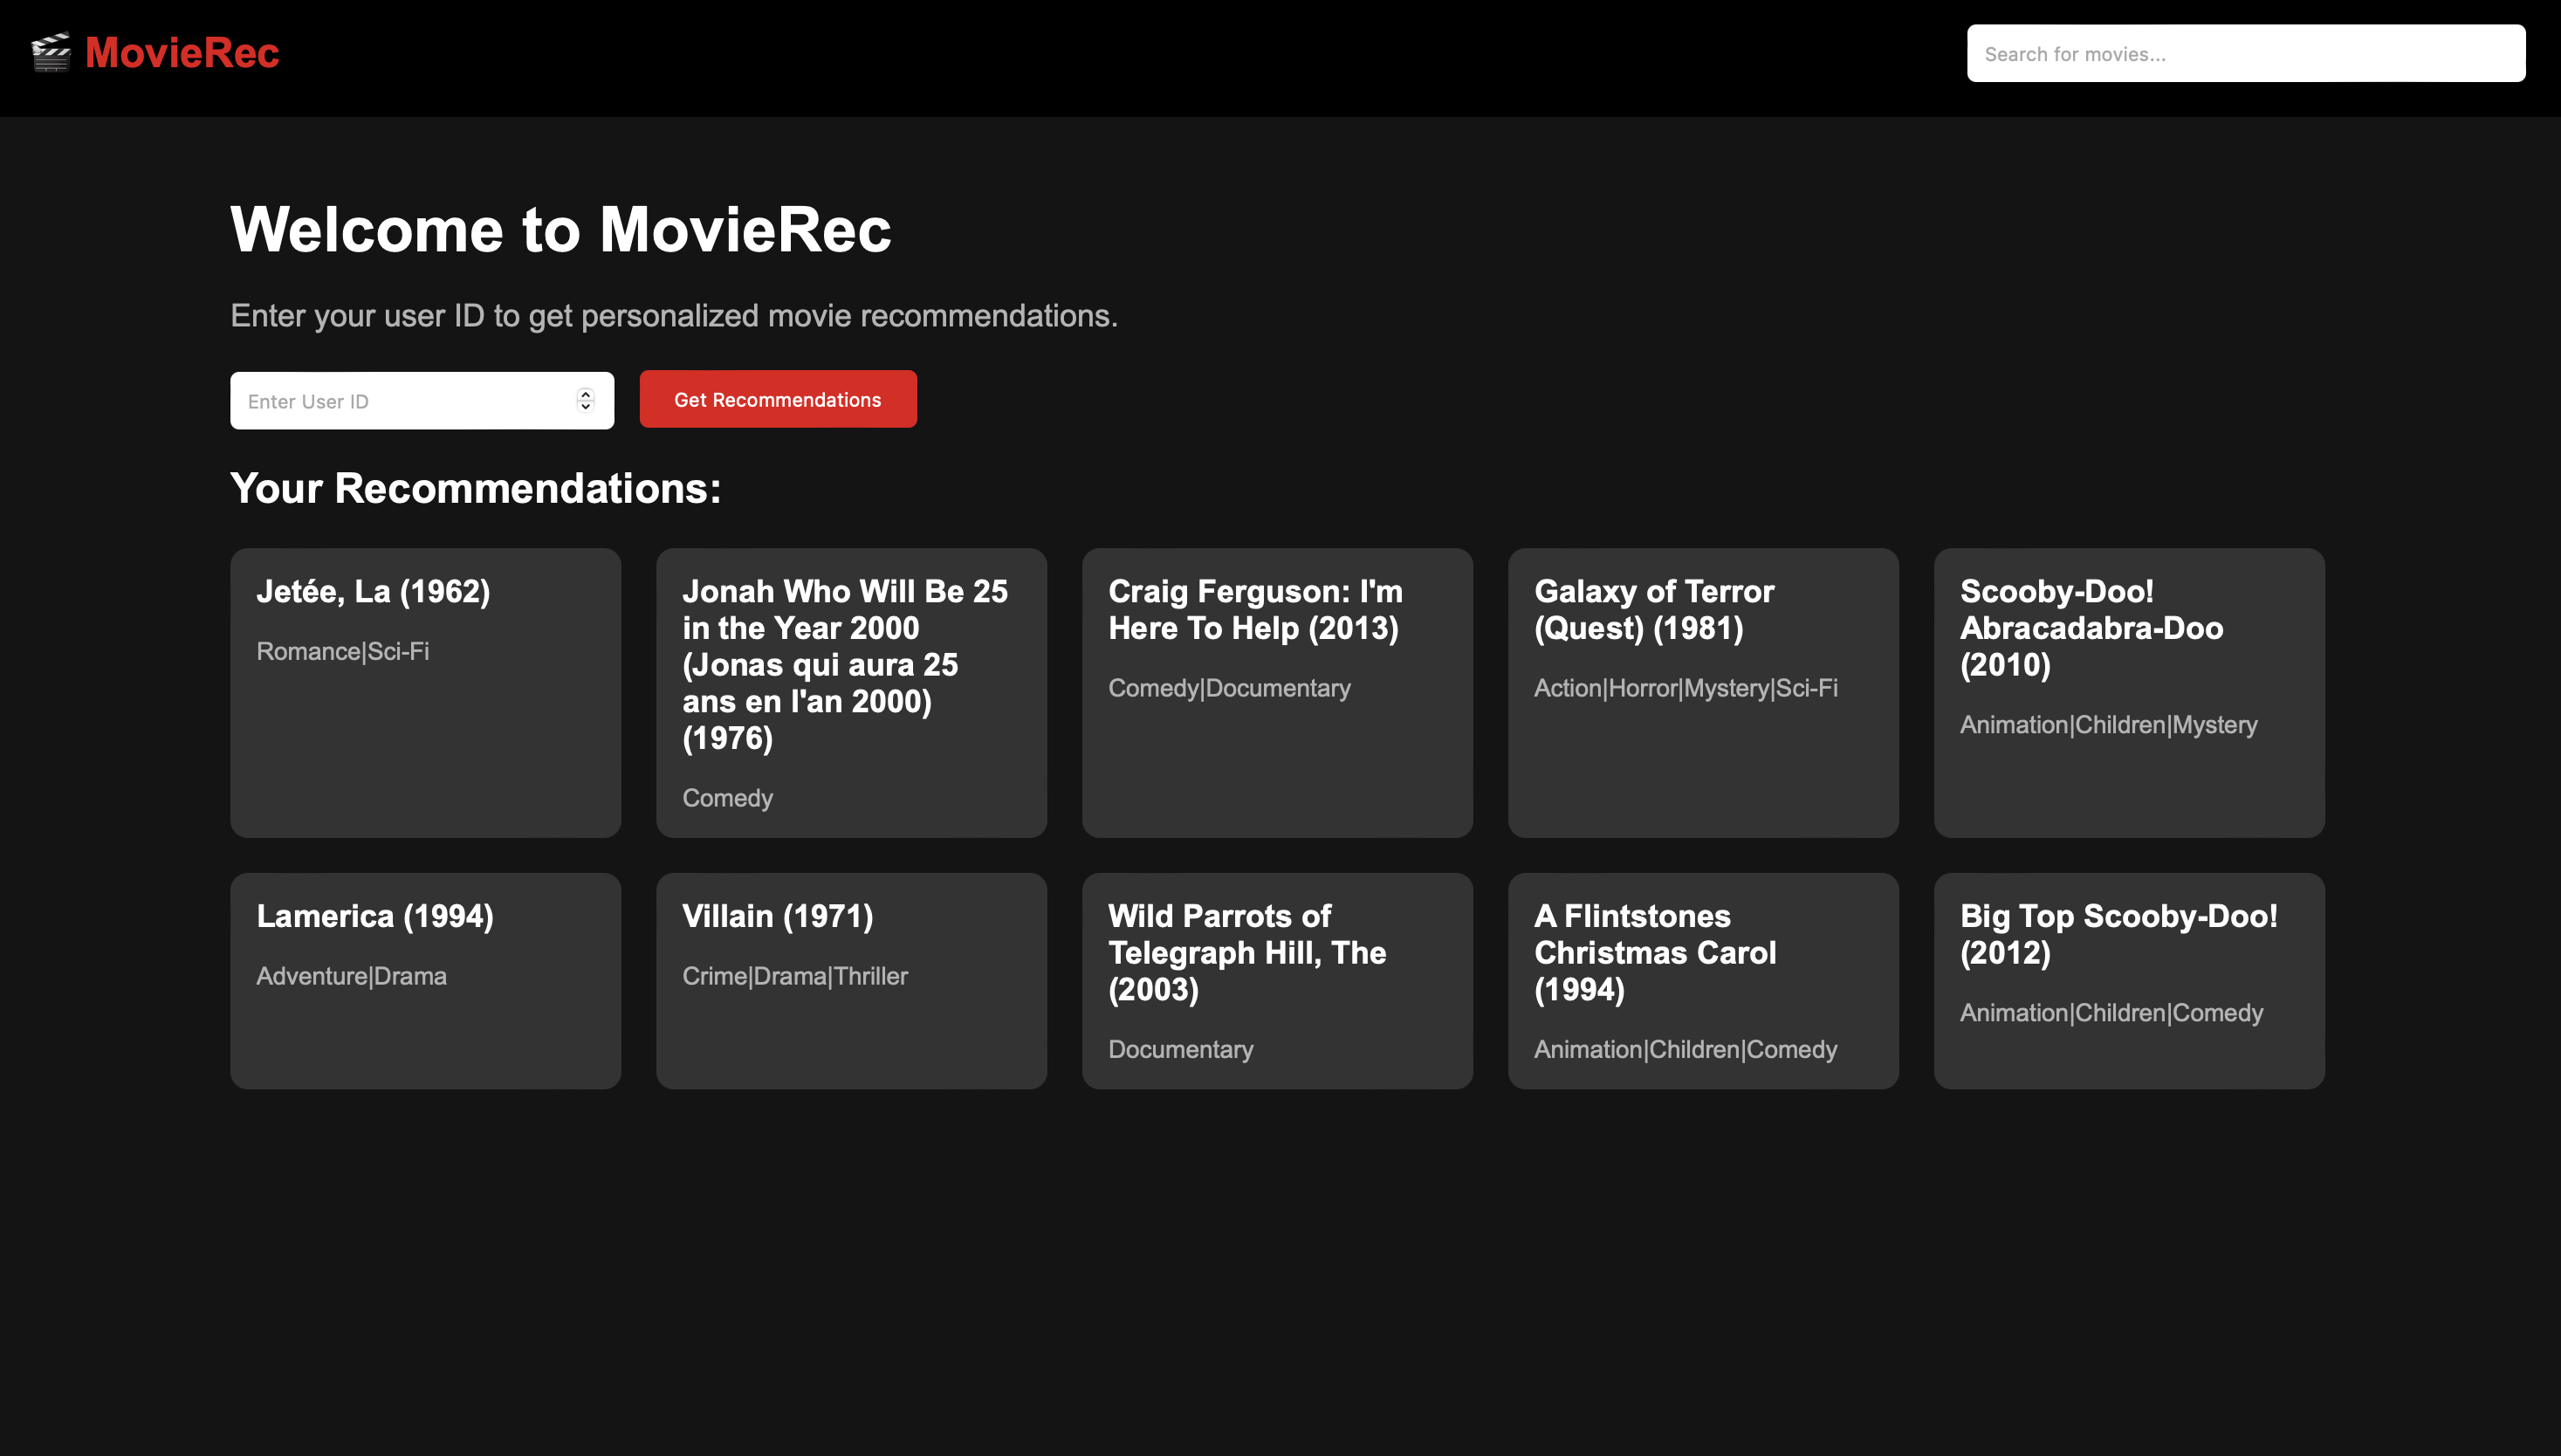 MovieRec
Search for movies...
Welcome to MovieRec
Enter your user ID to get personalized movie recommendations.
Enter User ID
Get Recommendations
Your Recommendations:
Jetée, La (1962)
Romance|Sci-Fi
Jonah Who Will Be 25
in the Year 2000
(Jonas qui aura 25
ans en l'an 2000)
(1976)
Comedy
Craig Ferguson: I'm
Here To Help (2013)
Comedy|Documentary
Galaxy of Terror
(Quest) (1981)
Action|Horror|Mystery|Sci-Fi
Scooby-Doo!
Abracadabra-Doo
(2010)
Animation|Children|Mystery
Lamerica (1994)
Adventure|Drama
Villain (1971)
Crime|Drama|Thriller
Wild Parrots of
Telegraph Hill, The
(2003)
Documentary
A Flintstones
Christmas Carol
(1994)
Animation|Children|Comedy
Big Top Scooby-Doo!
(2012)
Animation|Children|Comedy